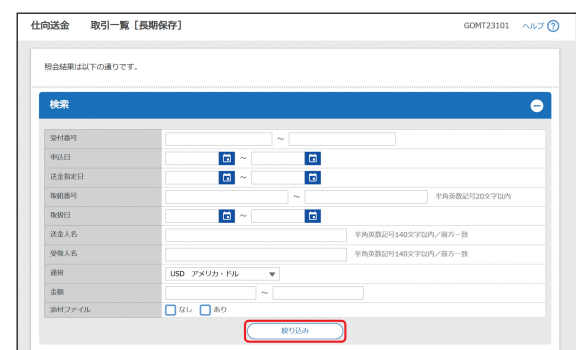 仕向送金　取引一覧［長期保存］ GOMT23101 ヘルプ ?
照会結果は以下の通りです。
検索
受付番号 ～
申込日 ～
送金指定日 ～
取組番号 ～ 半角英数記号20文字以内
取扱日 ～
送金人名 半角英数記号140文字以内／前方一致
受取人名 半角英数記号140文字以内／前方一致
通貨 USD アメリカ・ドル ▼
金額 ～
添付ファイル なし あり
絞り込み